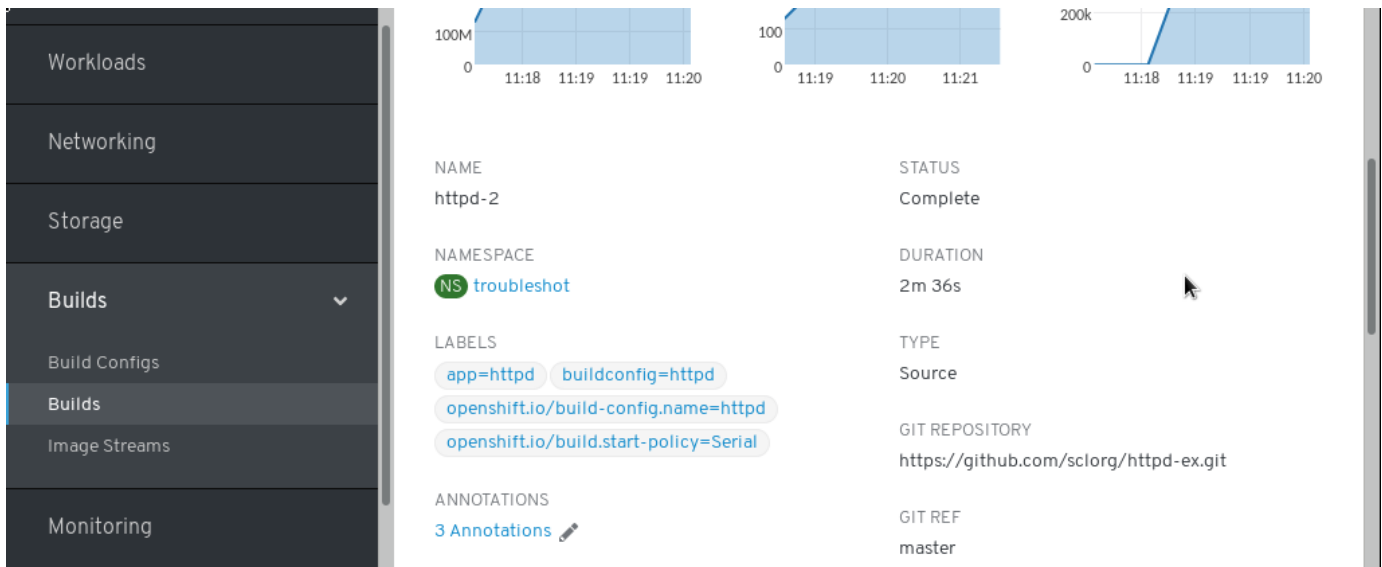 Workloads
Networking
Storage
Builds
Build Configs
Builds
Image Streams
Monitoring
100M
0
11:18 11:19 11:19 11:20
100
0
11:19 11:20 11:21
200k
0
11:18 11:19 11:19 11:20
NAME
httpd-2
NAMESPACE
NS troubleshot
LABELS
app=httpd buildconfig=httpd
openshift.io/build-config.name=httpd
openshift.io/build.start-policy=Serial
ANNOTATIONS
3 Annotations
STATUS
Complete
DURATION
2m 36s
TYPE
Source
GIT REPOSITORY
https://github.com/sclorg/httpd-ex.git
GIT REF
master